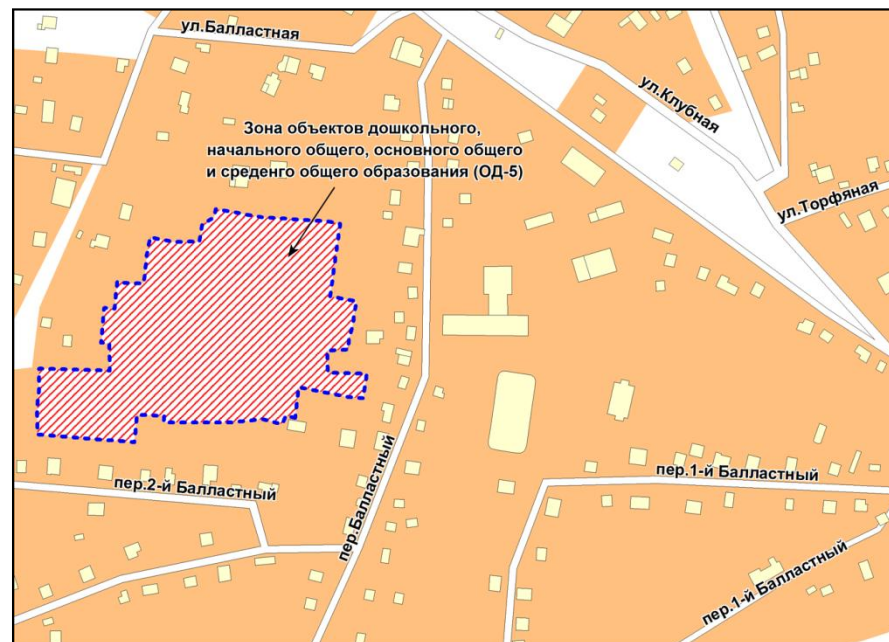 ул.Балластная
ул.Клубная
Зона объектов дошкольного,
начального общего, основного общего
и среденго общего образования (ОД-5)
ул.Торфяная
пер.Балластный
пер.1-й Балластный
пер.2-й Балластный
пер.1-й Балластный